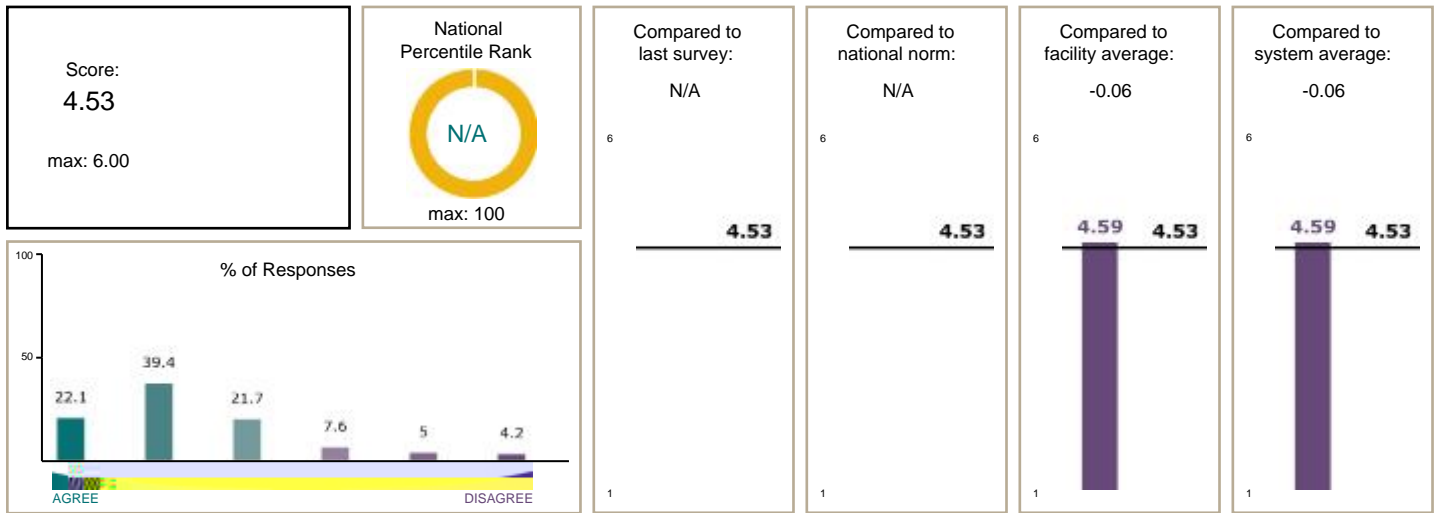 Score:
4.53
max: 6.00
National
Percentile Rank
N/A
max: 100
% of Responses
100
50
22.1
39.4
21.7
7.6
5
4.2
AGREE
DISAGREE
Compared to
last survey:
N/A
6
4.53
1
Compared to
national norm:
N/A
6
4.53
1
Compared to
facility average:
-0.06
6
4.59 4.53
1
Compared to
system average:
-0.06
6
4.59 4.53
1